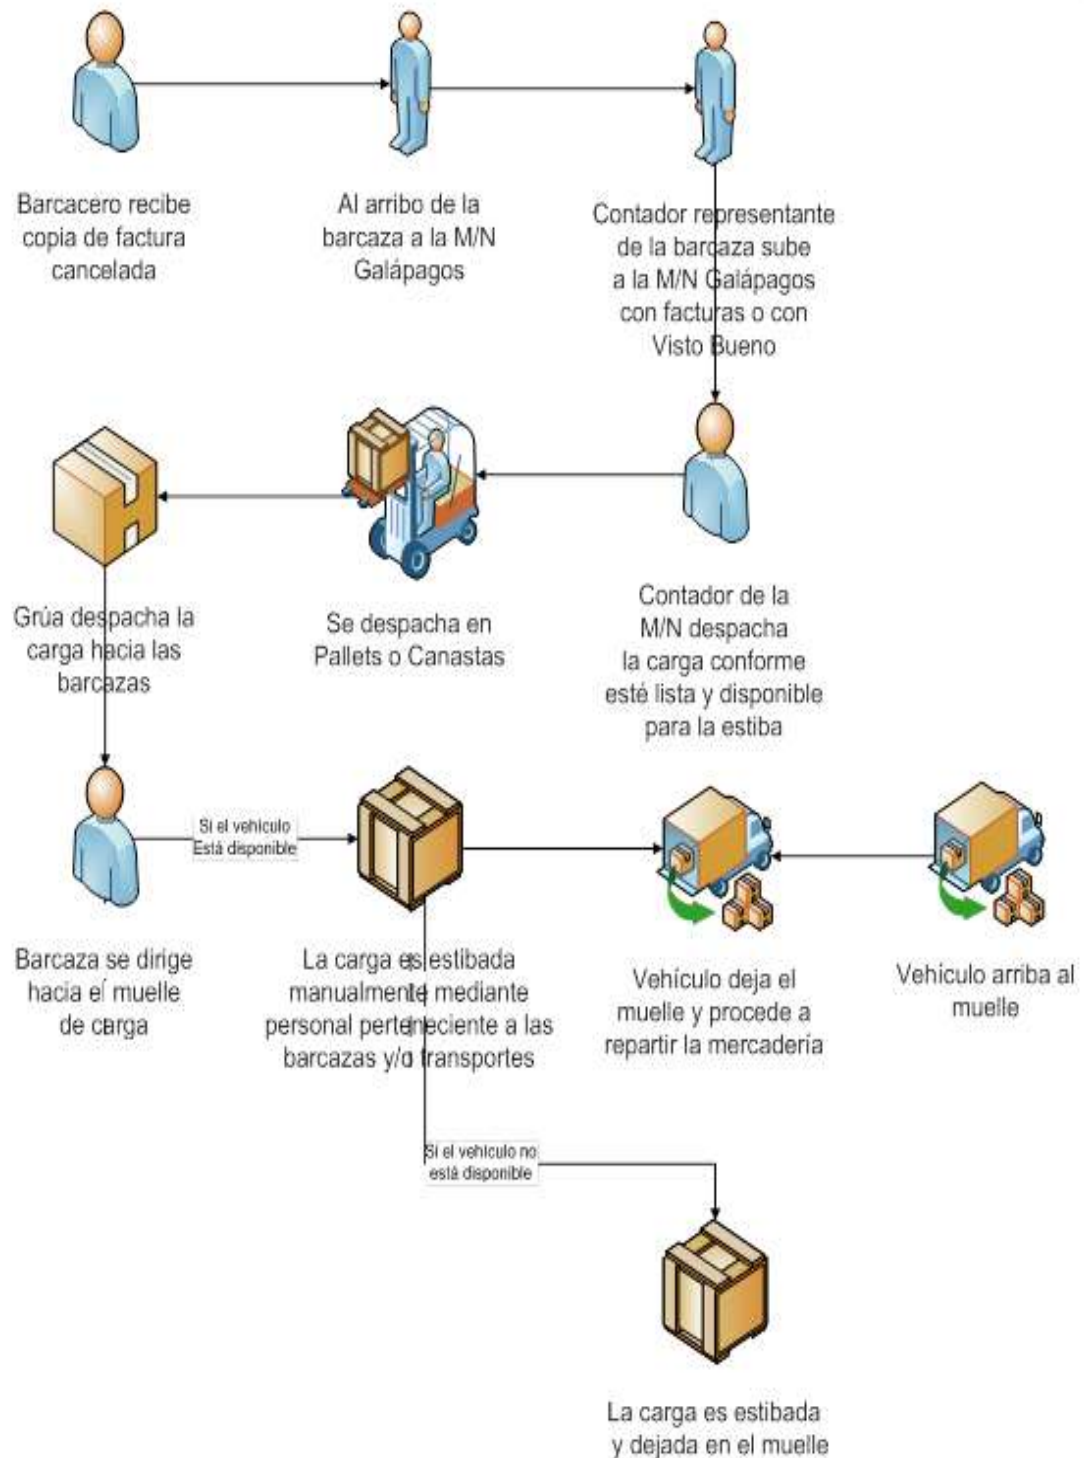 Barcacero recibe
copia de factura
cancelada
Al arribo de la
barcaza a la M/N
Galápagos
Contador representante
de la barcaza sube
a la M/N Galápagos
con facturas o con
Visto Bueno
Grúa despacha la
carga hacia las
barcazas
Se despacha en
Pallets o Canastas
Contador de la
M/N despacha
la carga conforme
esté lista y disponible
para la estiba
Si el vehículo
Está disponible
Barcaza se dirige
hacia el muelle
de carga
La carga es estibada
manualmente mediante
personal perteneciente a las
barcazas y/o transportes
Vehículo deja el
muelle y procede a
repartir la mercadería
Vehículo arriba al
muelle
Si el vehículo no
está disponible
La carga es estibada
y dejada en el muelle